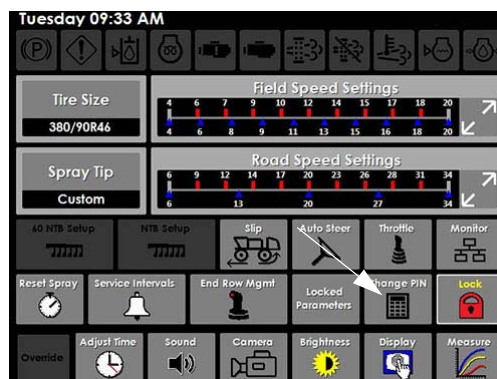 Tuesday 09:33 AM
Tire Size
380/90R46
Field Speed Settings
4 6 7 9 10 12 14 15 17 18 20
4 6 8 9 11 13 15 16 18 20
Spray Tip
Custom
Road Speed Settings
6 9 12 14 17 20 23 26 28 31 34
6 13 20 27 34
60 NTB Setup
NTB Setup
Slip
Auto Steer
Throttle
Monitor
Reset Spray
Service Intervals
End Row Mgmt
Locked
Parameters
Change PIN
Lock
Override
Adjust Time
Sound
Camera
Brightness
Display
Measure